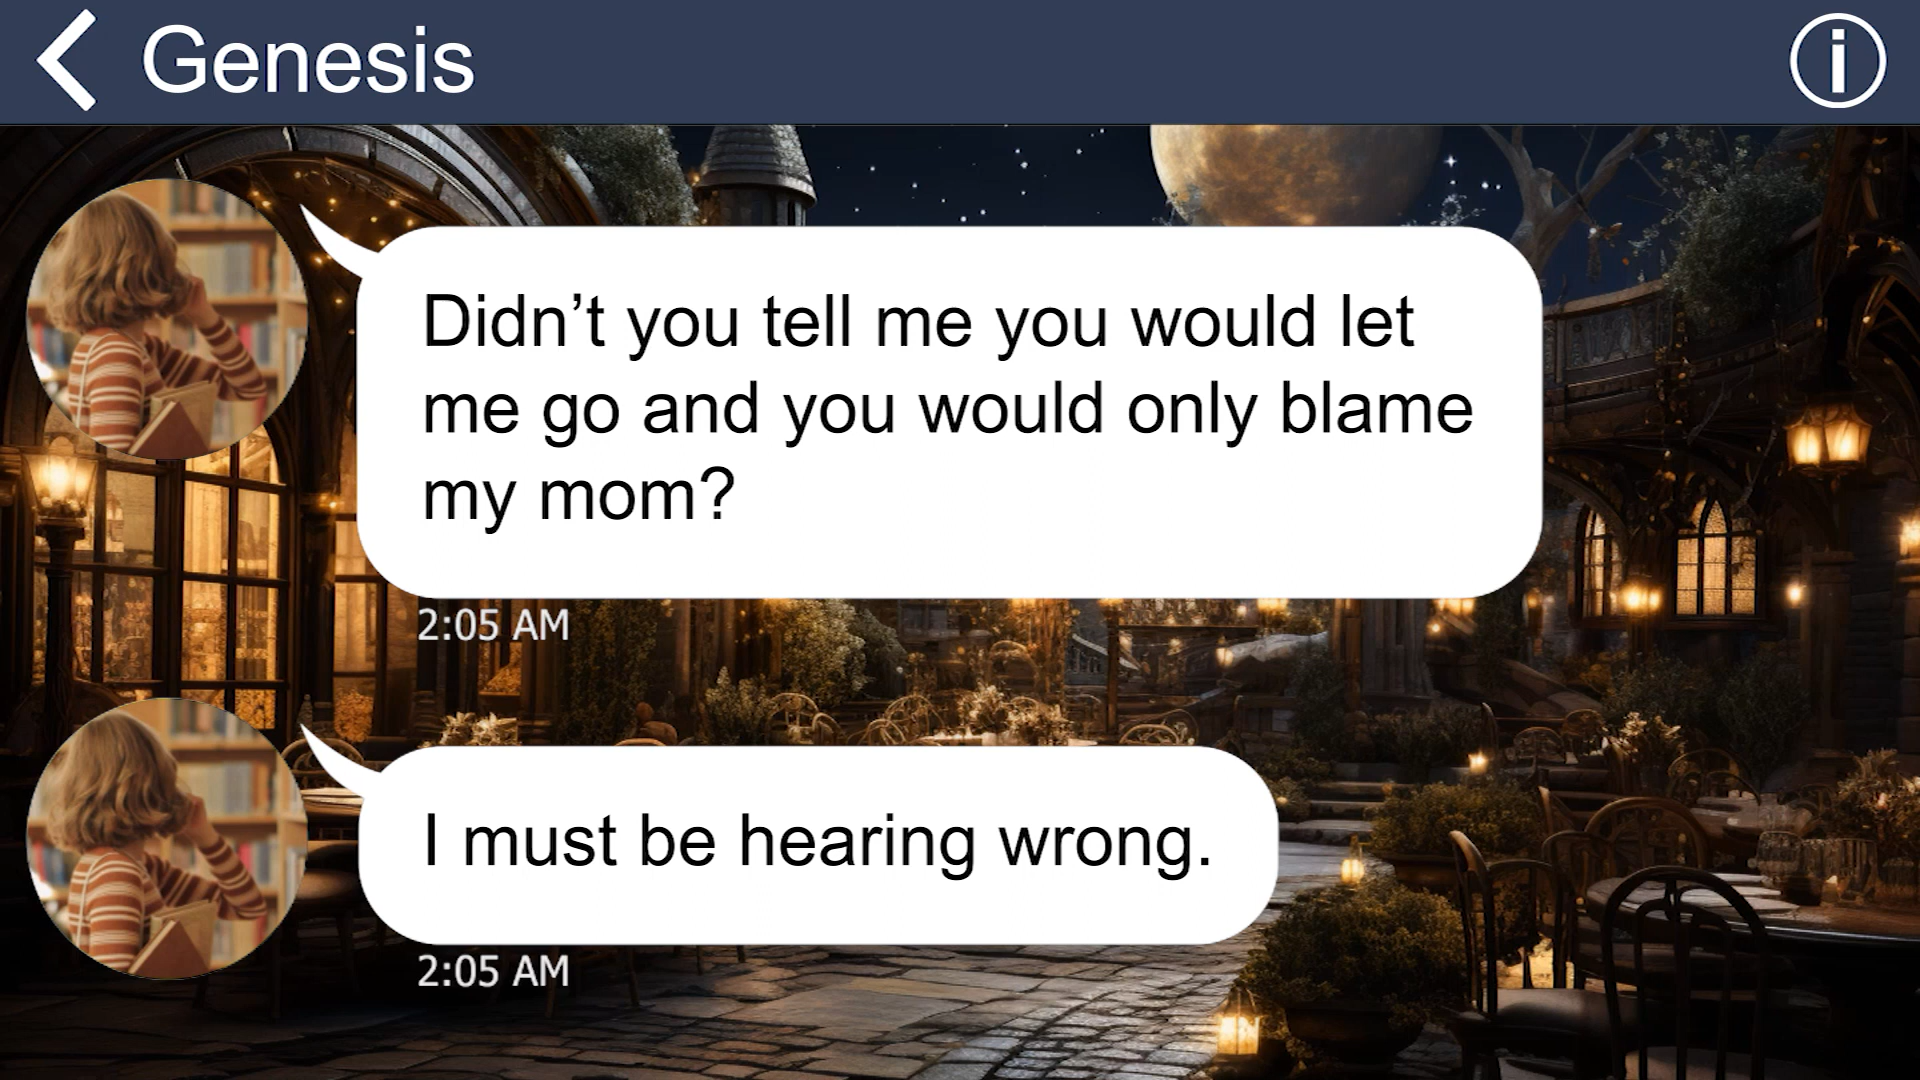 Genesis
Didn’t you tell me you would let
me go and you would only blame
my mom?
2:05 AM
I must be hearing wrong.
2:05 AM